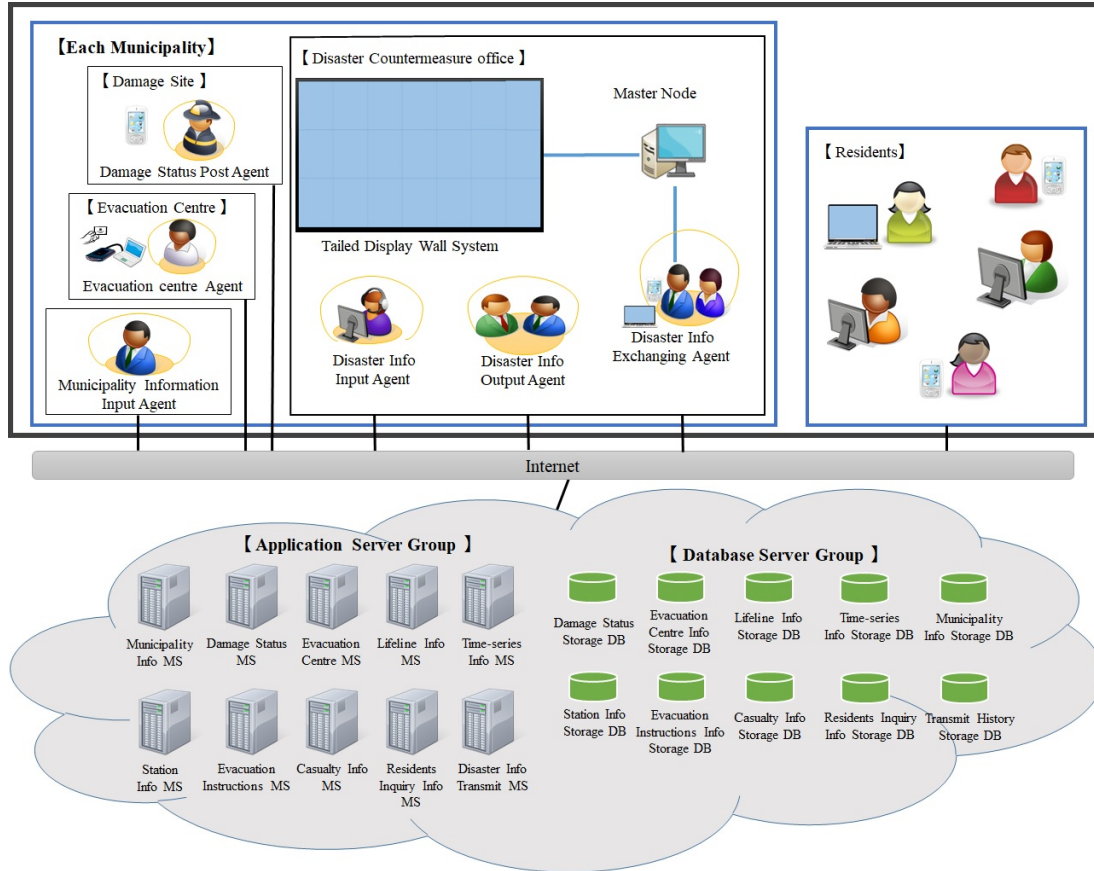 【Each Municipality】
【 Damage Site 】
Damage Status Post Agent
【 Evacuation Centre 】
Evacuation centre Agent
Municipality Information
Input Agent
【 Disaster Countermeasure office 】
Master Node
Tailed Display Wall System
Disaster Info
Input Agent
Disaster Info
Output Agent
Disaster Info
Exchanging Agent
【 Residents】
Internet
【 Application Server Group 】
Municipality
Info MS
Damage Status
MS
Evacuation
Centre MS
Lifeline Info
MS
Time-series
Info MS
Station
Info MS
Evacuation
Instructions MS
Casualty Info
MS
Residents
Inquiry Info
MS
Disaster Info
Transmit MS
【 Database Server Group 】
Damage Status
Storage DB
Evacuation
Centre Info
Storage DB
Lifeline Info
Storage DB
Time-series
Info Storage DB
Municipality
Info Storage DB
Station Info
Storage DB
Evacuation
Instructions Info
Storage DB
Casualty Info
Storage DB
Residents Inquiry
Info Storage DB
Transmit History
Storage DB